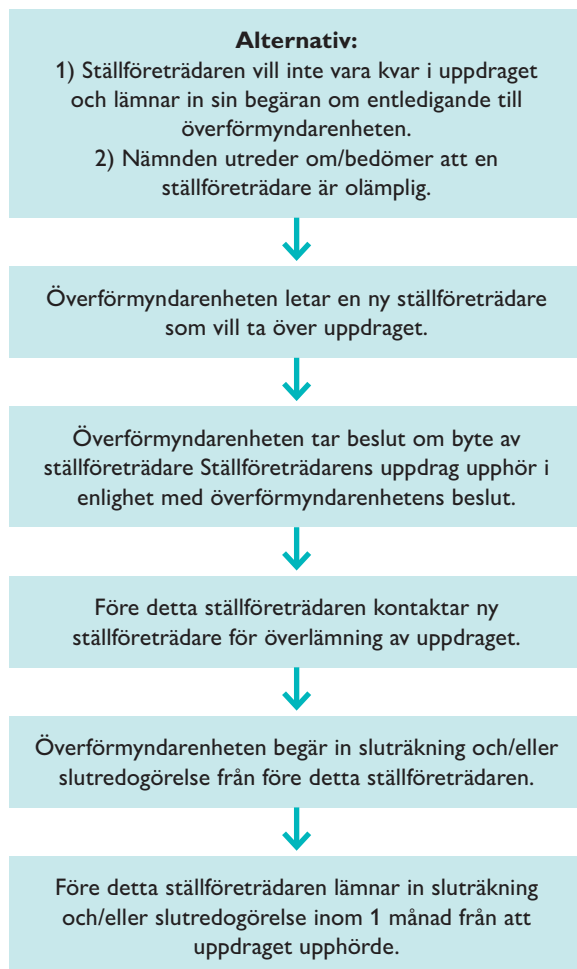 Alternativ:
1) Ställföreträdaren vill inte vara kvar i uppdraget
och lämnar in sin begäran om entledigande till
överförmyndarenheten.
2) Nämnden utreder om/bedömer att en
ställföreträdare är olämplig.
Överförmyndarenheten letar en ny ställföreträdare
som vill ta över uppdraget.
Överförmyndarenheten tar beslut om byte av
ställföreträdare Ställföreträdarens uppdrag upphör i
enlighet med överförmyndarenhetens beslut.
Före detta ställföreträdaren kontaktar ny
ställföreträdare för överlämning av uppdraget.
Överförmyndarenheten begär in sluträkning och/eller
slutredogörelse från före detta ställföreträdaren.
Före detta ställföreträdaren lämnar in sluträkning
och/eller slutredogörelse inom 1 månad från att
uppdraget upphörde.